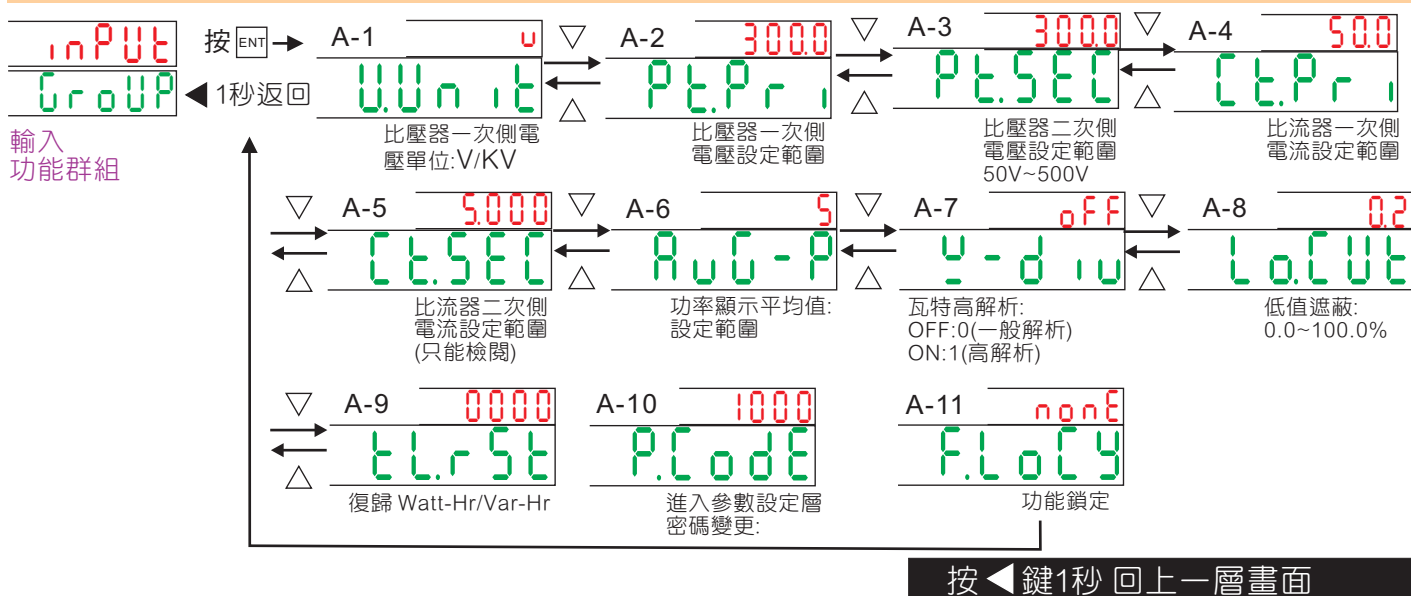 inPUt
GroUP
輸入
功能群組
按 ENT
◀ 1秒返回
A-1
u
U.Unit
比壓器一次側電
壓單位:V/KV
A-2
300.0
Pt.Pri
比壓器一次側
電壓設定範圍
A-3
300.0
Pt.SEC
比壓器二次側
電壓設定範圍
50V~500V
A-4
50.0
Ct.Pri
比流器一次側
電流設定範圍
A-5
5.000
Ct.SEC
比流器二次側
電流設定範圍
(只能檢閱)
A-6
5
AuG-P
功率顯示平均值:
設定範圍
A-7
oFF
y-diu
瓦特高解析:
OFF:0(一般解析)
ON:1(高解析)
A-8
0.2
Lo.CUt
低值遮蔽:
0.0~100.0%
A-9
0000
tL.rSt
復歸 Watt-Hr/Var-Hr
A-10
1000
P.CodE
進入參數設定層
密碼變更:
A-11
nonE
F.LoCy
功能鎖定
按 ◀ 鍵1秒 回上一層畫面